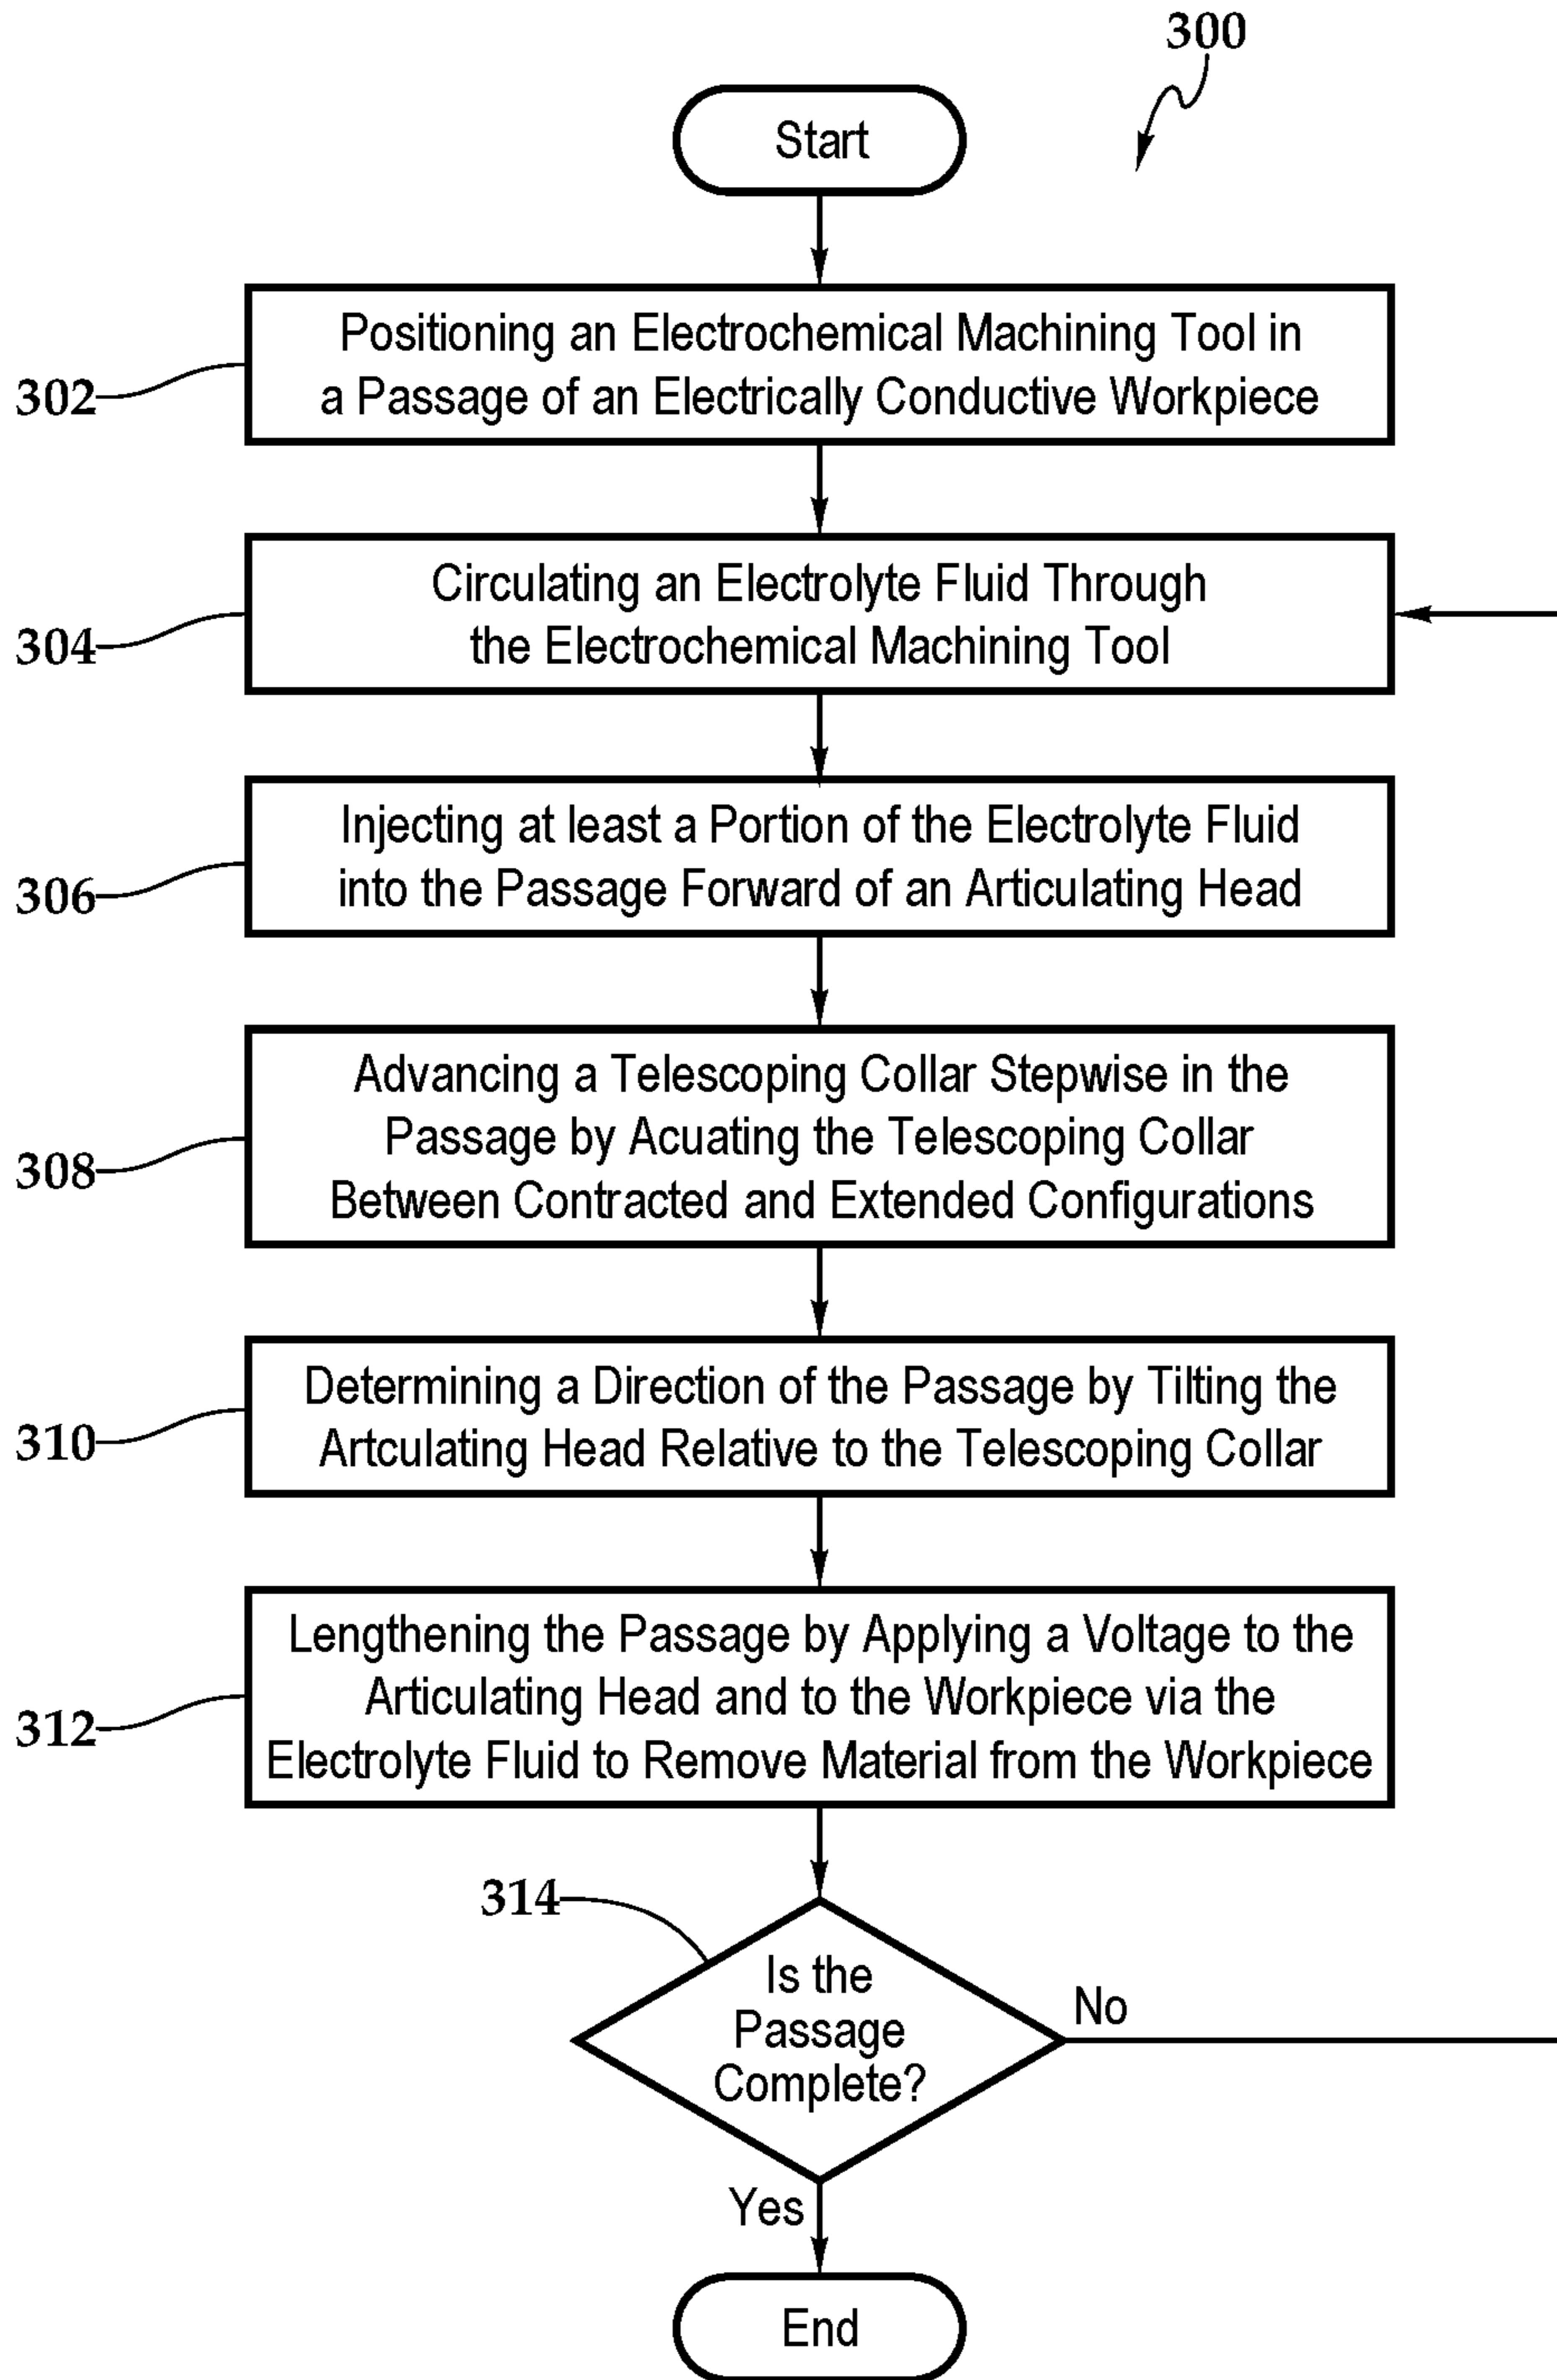 300
Start
302
Positioning an Electrochemical Machining Tool in
a Passage of an Electrically Conductive Workpiece
304
Circulating an Electrolyte Fluid Through
the Electrochemical Machining Tool
306
Injecting at least a Portion of the Electrolyte Fluid
into the Passage Forward of an Articulating Head
308
Advancing a Telescoping Collar Stepwise in the
Passage by Acuating the Telescoping Collar
Between Contracted and Extended Configurations
310
Determining a Direction of the Passage by Tilting the
Artculating Head Relative to the Telescoping Collar
312
Lengthening the Passage by Applying a Voltage to the
Articulating Head and to the Workpiece via the
Electrolyte Fluid to Remove Material from the Workpiece
314
Is the
Passage
Complete?
No
Yes
End